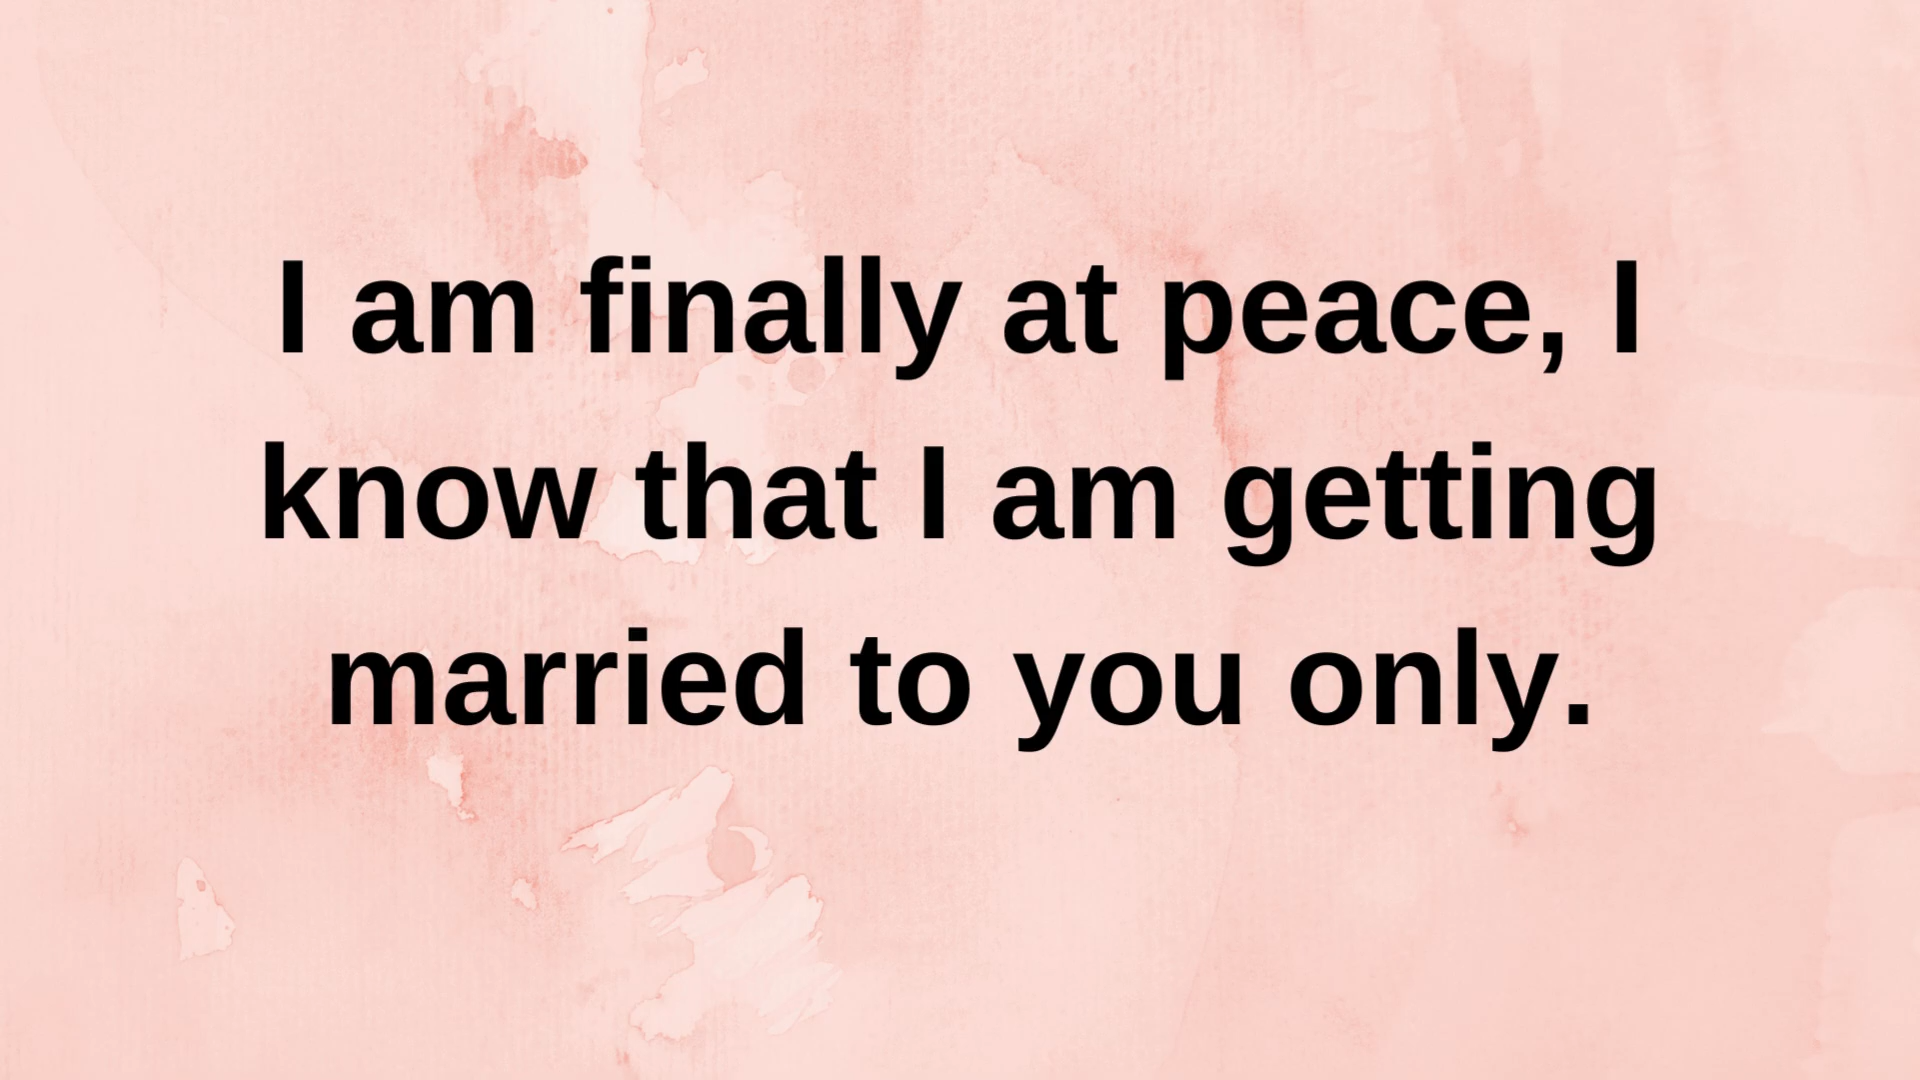 I am finally at peace, I
know that I am getting
married to you only.